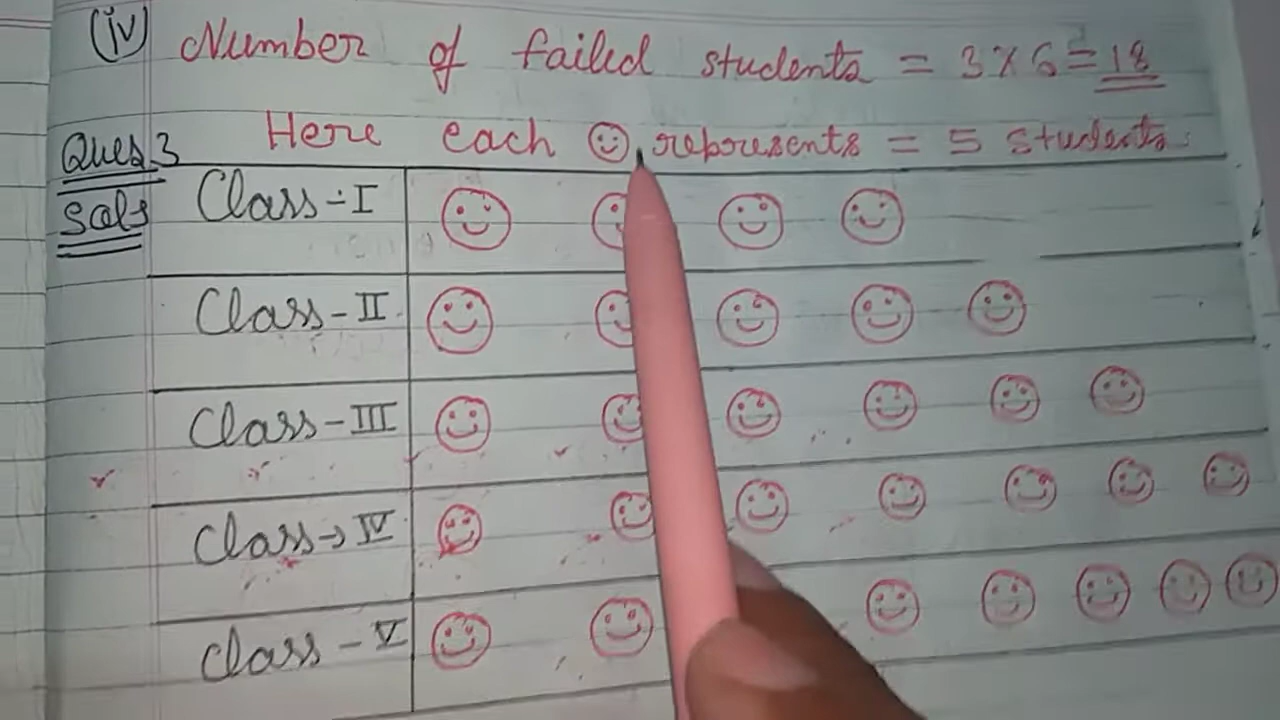 (iv) Number of failed students = 3 x 6 = 18
Ques 3 Here each 🙂 represents = 5 students.
Sol:
Class - I
Class - II
Class - III
Class → IV
Class - V